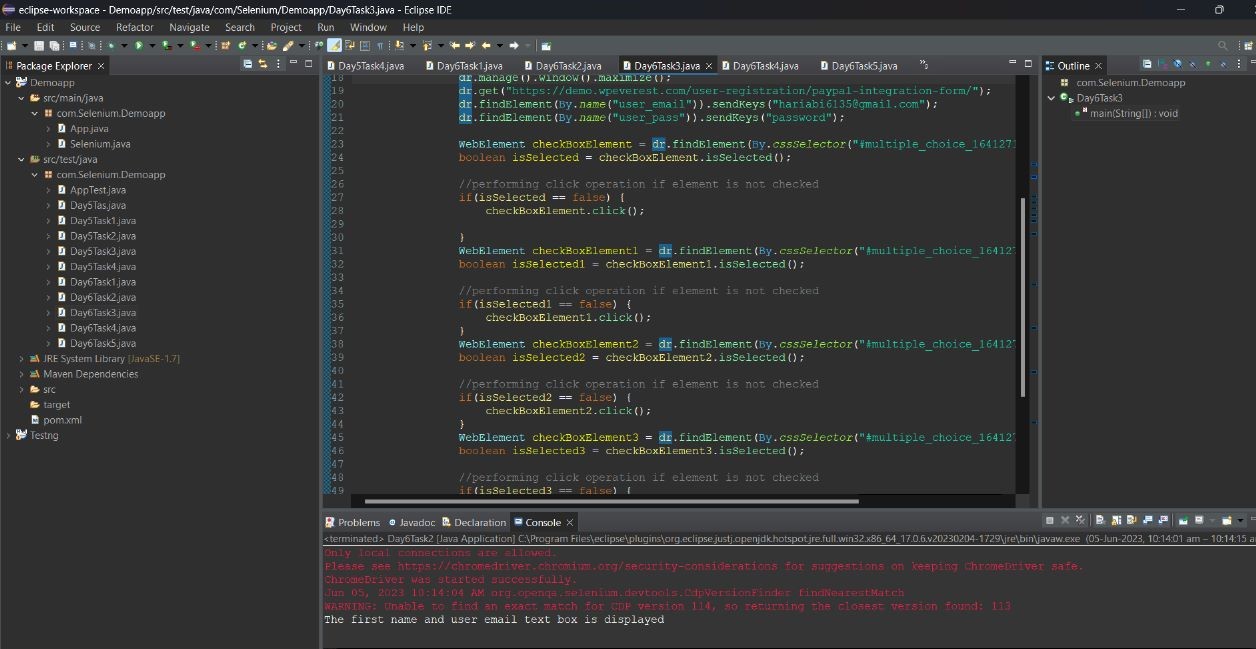 eclipse-workspace - Demoapp/src/test/java/com/Selenium/Demoapp/Day6Task3.java - Eclipse IDE
File Edit Source Refactor Navigate Search Project Run Window Help
Package Explorer
Demoapp
src/main/java
com.Selenium.Demoapp
App.java
Selenium.java
src/test/java
com.Selenium.Demoapp
AppTest.java
Day5Tas.java
Day5Task1.java
Day5Task2.java
Day5Task3.java
Day5Task4.java
Day6Task1.java
Day6Task2.java
Day6Task3.java
Day6Task4.java
Day6Task5.java
JRE System Library [JavaSE-1.7]
Maven Dependencies
src
target
pom.xml
Testng
Day5Task4.java Day6Task1.java Day6Task2.java Day6Task3.java Day6Task4.java Day6Task5.java
18 dr.manage().window().maximize();
19 dr.get("https://demo.wpeverest.com/user-registration/paypal-integration-form/");
20 dr.findElement(By.name("user_email")).sendKeys("hariabi6135@gmail.com");
21 dr.findElement(By.name("user_pass")).sendKeys("password");
22
23 WebElement checkBoxElement = dr.findElement(By.cssSelector("#multiple_choice_1641271
24 boolean isSelected = checkBoxElement.isSelected();
25
26 //performing click operation if element is not checked
27 if(isSelected == false) {
28 checkBoxElement.click();
29
30 }
31 WebElement checkBoxElement1 = dr.findElement(By.cssSelector("#multiple_choice_164127
32 boolean isSelected1 = checkBoxElement1.isSelected();
33
34 //performing click operation if element is not checked
35 if(isSelected1 == false) {
36 checkBoxElement1.click();
37 }
38 WebElement checkBoxElement2 = dr.findElement(By.cssSelector("#multiple_choice_164127
39 boolean isSelected2 = checkBoxElement2.isSelected();
40
41 //performing click operation if element is not checked
42 if(isSelected2 == false) {
43 checkBoxElement2.click();
44 }
45 WebElement checkBoxElement3 = dr.findElement(By.cssSelector("#multiple_choice_164127
46 boolean isSelected3 = checkBoxElement3.isSelected();
47
48 //performing click operation if element is not checked
49 if(isSelected3 == false) {
Outline
com.Selenium.Demoapp
Day6Task3
main(String[]) : void
Problems Javadoc Declaration Console
<terminated> Day6Task2 [Java Application] C:\Program Files\eclipse\plugins\org.eclipse.justj.openjdk.hotspot.jre.full.win32.x86_64_17.0.6.v20230204-1729\jre\bin\javaw.exe (05-Jun-2023, 10:14:01 am – 10:14:15 a
Only local connections are allowed.
Please see https://chromedriver.chromium.org/security-considerations for suggestions on keeping ChromeDriver safe.
ChromeDriver was started successfully.
Jun 05, 2023 10:14:04 AM org.openqa.selenium.devtools.CdpVersionFinder findNearestMatch
WARNING: Unable to find an exact match for CDP version 114, so returning the closest version found: 113
The first name and user email text box is displayed